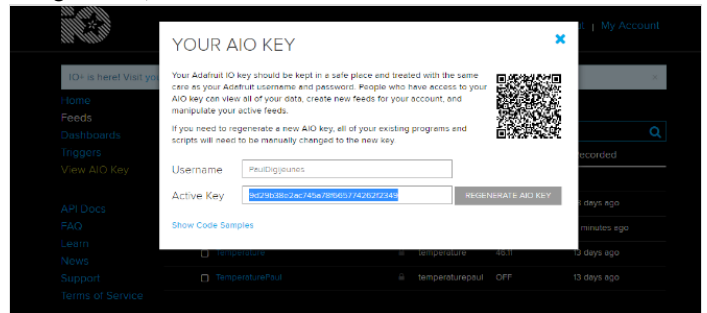 ut | My Account
YOUR AIO KEY
IO+ is here! Visit you
Your Adafruit IO key should be kept in a safe place and treated with the same
care as your Adafruit username and password. People who have access to your
AIO key can view all of your data, create new feeds for your account, and
manipulate your active feeds.
If you need to regenerate a new AIO key, all of your existing programs and
scripts will need to be manually changed to the new key.
Home
Feeds
Dashboards
Triggers
View AIO Key
API Docs
FAQ
Learn
News
Support
Terms of Service
Username PaulDigijeunes
Active Key REGENERATE AIO KEY
Show Code Samples
ecorded
days ago
minutes ago
Temperature temperature 13 days ago
TemperaturePaul temperaturepaul OFF 13 days ago